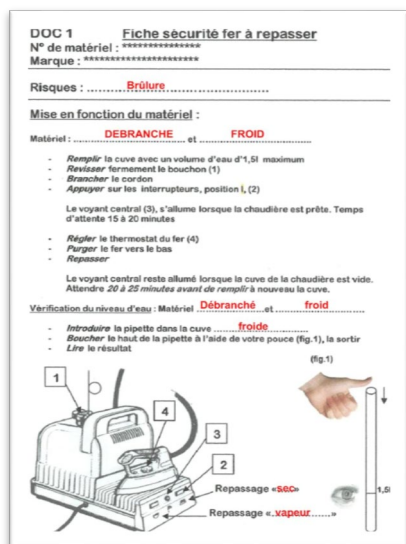 DOC 1 Fiche sécurité fer à repasser
N° de matériel : ***************
Marque : **********************
Risques : ........Brûlure........................................
Mise en fonction du matériel :
Matériel : .........DEBRANCHE......... et .........FROID.........
- Remplir la cuve avec un volume d'eau d'1,5l maximum
- Revisser fermement le bouchon (1)
- Brancher le cordon
- Appuyer sur les interrupteurs, position I, (2)
Le voyant central (3), s'allume lorsque la chaudière est prête. Temps
d'attente 15 à 20 minutes
- Régler le thermostat du fer (4)
- Purger le fer vers le bas
- Repasser
Le voyant central reste allumé lorsque la cuve de la chaudière est vide.
Attendre 20 à 25 minutes avant de remplir à nouveau la cuve.
Vérification du niveau d'eau : Matériel Débranché et froid
- Introduire la pipette dans la cuve ......froide......
- Boucher le haut de la pipette à l'aide de votre pouce (fig.1), la sortir
- Lire le résultat
(fig.1)
1
4
3
2
Repassage «sec»
1,5l
Repassage «.vapeur......»